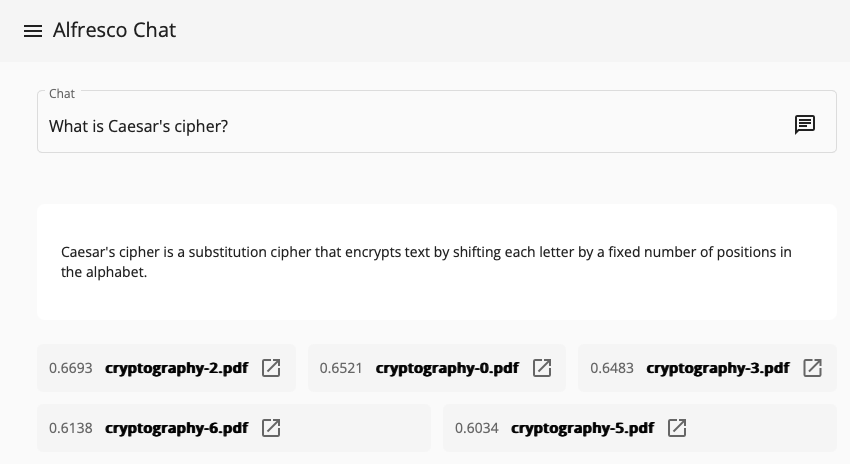 Alfresco Chat
Chat
What is Caesar's cipher?
Caesar's cipher is a substitution cipher that encrypts text by shifting each letter by a fixed number of positions in
the alphabet.
0.6693 cryptography-2.pdf 0.6521 cryptography-0.pdf 0.6483 cryptography-3.pdf
0.6138 cryptography-6.pdf 0.6034 cryptography-5.pdf